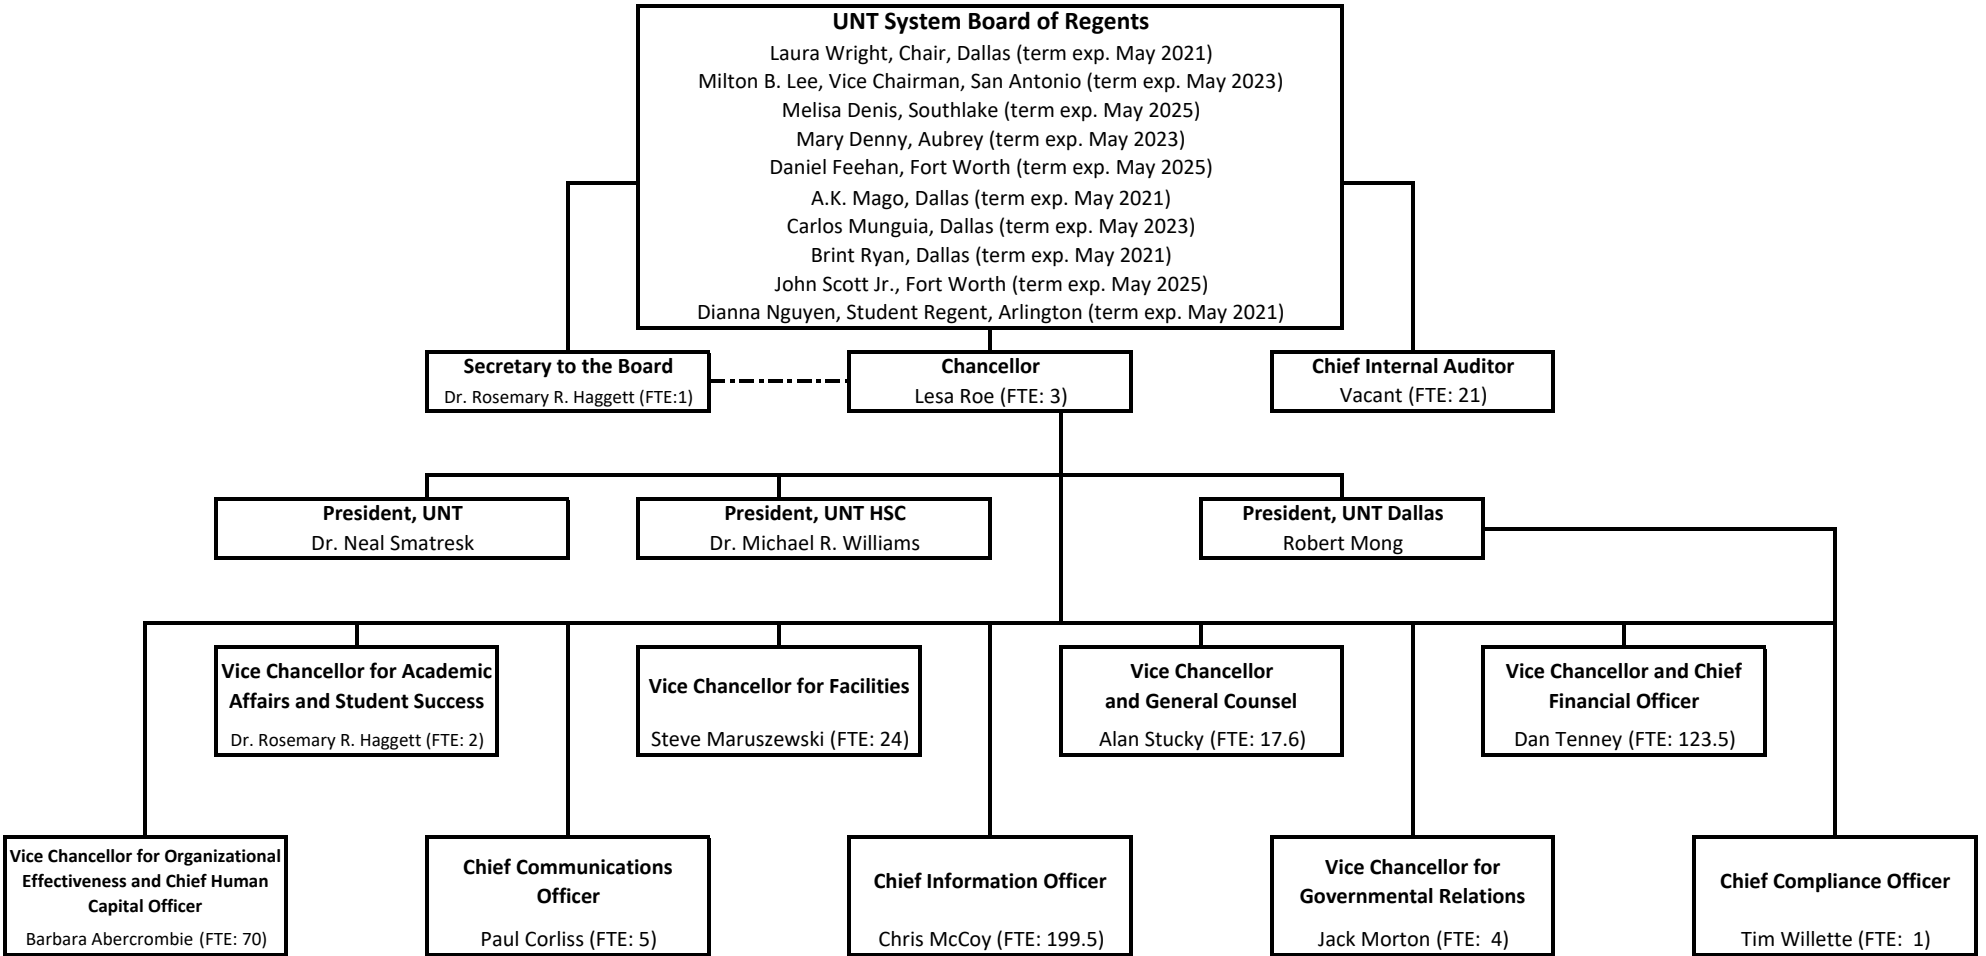 UNT System Board of Regents
Laura Wright, Chair, Dallas (term exp. May 2021)
Milton B. Lee, Vice Chairman, San Antonio (term exp. May 2023)
Melisa Denis, Southlake (term exp. May 2025)
Mary Denny, Aubrey (term exp. May 2023)
Daniel Feehan, Fort Worth (term exp. May 2025)
A.K. Mago, Dallas (term exp. May 2021)
Carlos Munguia, Dallas (term exp. May 2023)
Brint Ryan, Dallas (term exp. May 2021)
John Scott Jr., Fort Worth (term exp. May 2025)
Dianna Nguyen, Student Regent, Arlington (term exp. May 2021)
Secretary to the Board
Dr. Rosemary R. Haggett (FTE:1)
Chancellor
Lesa Roe (FTE: 3)
Chief Internal Auditor
Vacant (FTE: 21)
President, UNT
Dr. Neal Smatresk
President, UNT HSC
Dr. Michael R. Williams
President, UNT Dallas
Robert Mong
Vice Chancellor for Academic
Affairs and Student Success
Dr. Rosemary R. Haggett (FTE: 2)
Vice Chancellor for Facilities
Steve Maruszewski (FTE: 24)
Vice Chancellor
and General Counsel
Alan Stucky (FTE: 17.6)
Vice Chancellor and Chief
Financial Officer
Dan Tenney (FTE: 123.5)
Vice Chancellor for Organizational
Effectiveness and Chief Human
Capital Officer
Barbara Abercrombie (FTE: 70)
Chief Communications
Officer
Paul Corliss (FTE: 5)
Chief Information Officer
Chris McCoy (FTE: 199.5)
Vice Chancellor for
Governmental Relations
Jack Morton (FTE:  4)
Chief Compliance Officer
Tim Willette (FTE:  1)